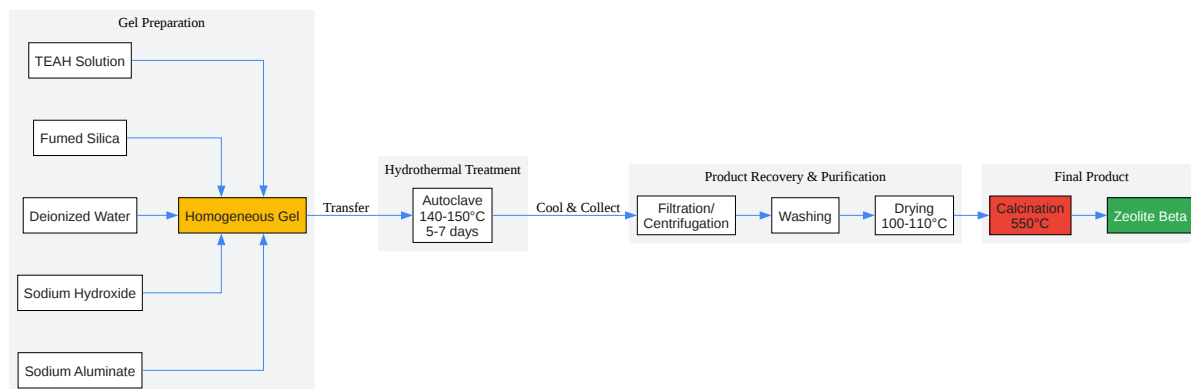 Gel Preparation
TEAH Solution
Fumed Silica
Deionized Water
Homogeneous Gel
Sodium Hydroxide
Sodium Aluminate
Transfer
Hydrothermal Treatment
Autoclave
140-150°C
5-7 days
Cool & Collect
Product Recovery & Purification
Filtration/
Centrifugation
Washing
Drying
100-110°C
Final Product
Calcination
550°C
Zeolite Beta